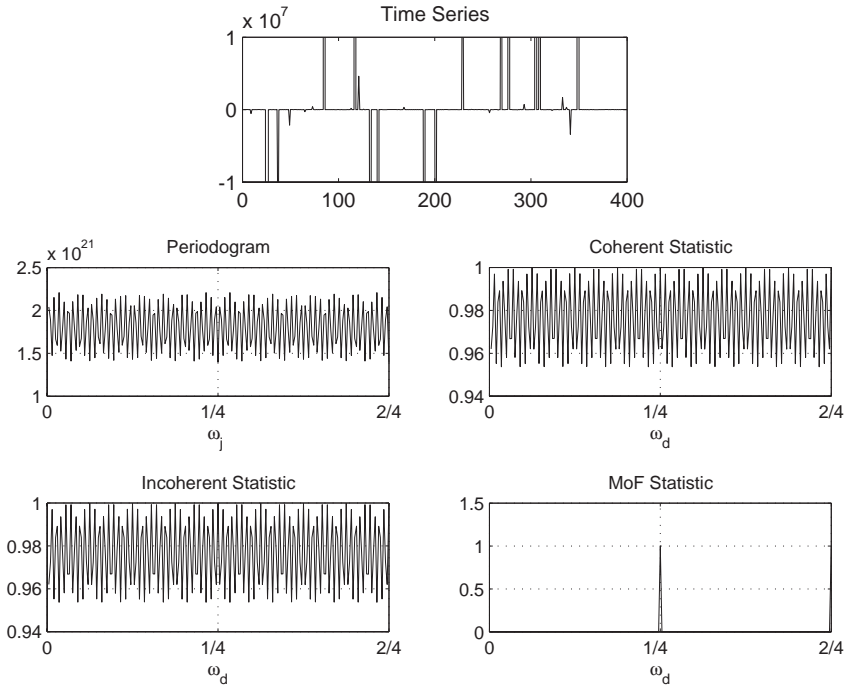 Time Series
x 10^7
1
0
-1
0 100 200 300 400
Periodogram
x 10^21
2.5
2
1.5
1
0 1/4 2/4
ω_j
Coherent Statistic
1
0.98
0.96
0.94
0 1/4 2/4
ω_d
Incoherent Statistic
1
0.98
0.96
0.94
0 1/4 2/4
ω_d
MoF Statistic
1.5
1
0.5
0
0 1/4 2/4
ω_d